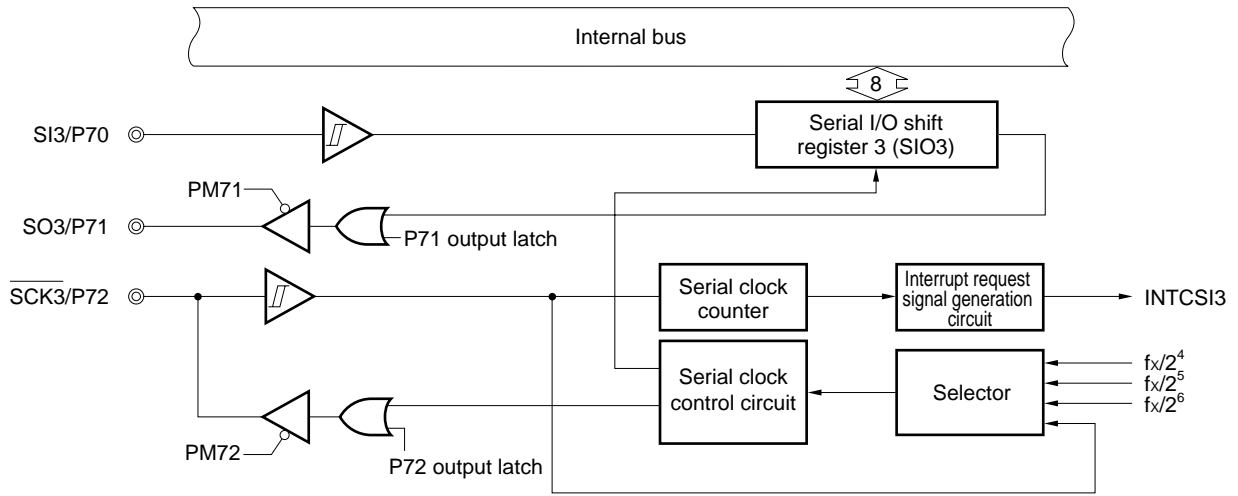 Internal bus
8
SI3/P70
Serial I/O shift
register 3 (SIO3)
PM71
SO3/P71
P71 output latch
SCK3/P72
Serial clock
counter
Interrupt request
signal generation
circuit
INTCSI3
Serial clock
control circuit
Selector
fX/2⁴
fX/2⁵
fX/2⁶
PM72
P72 output latch